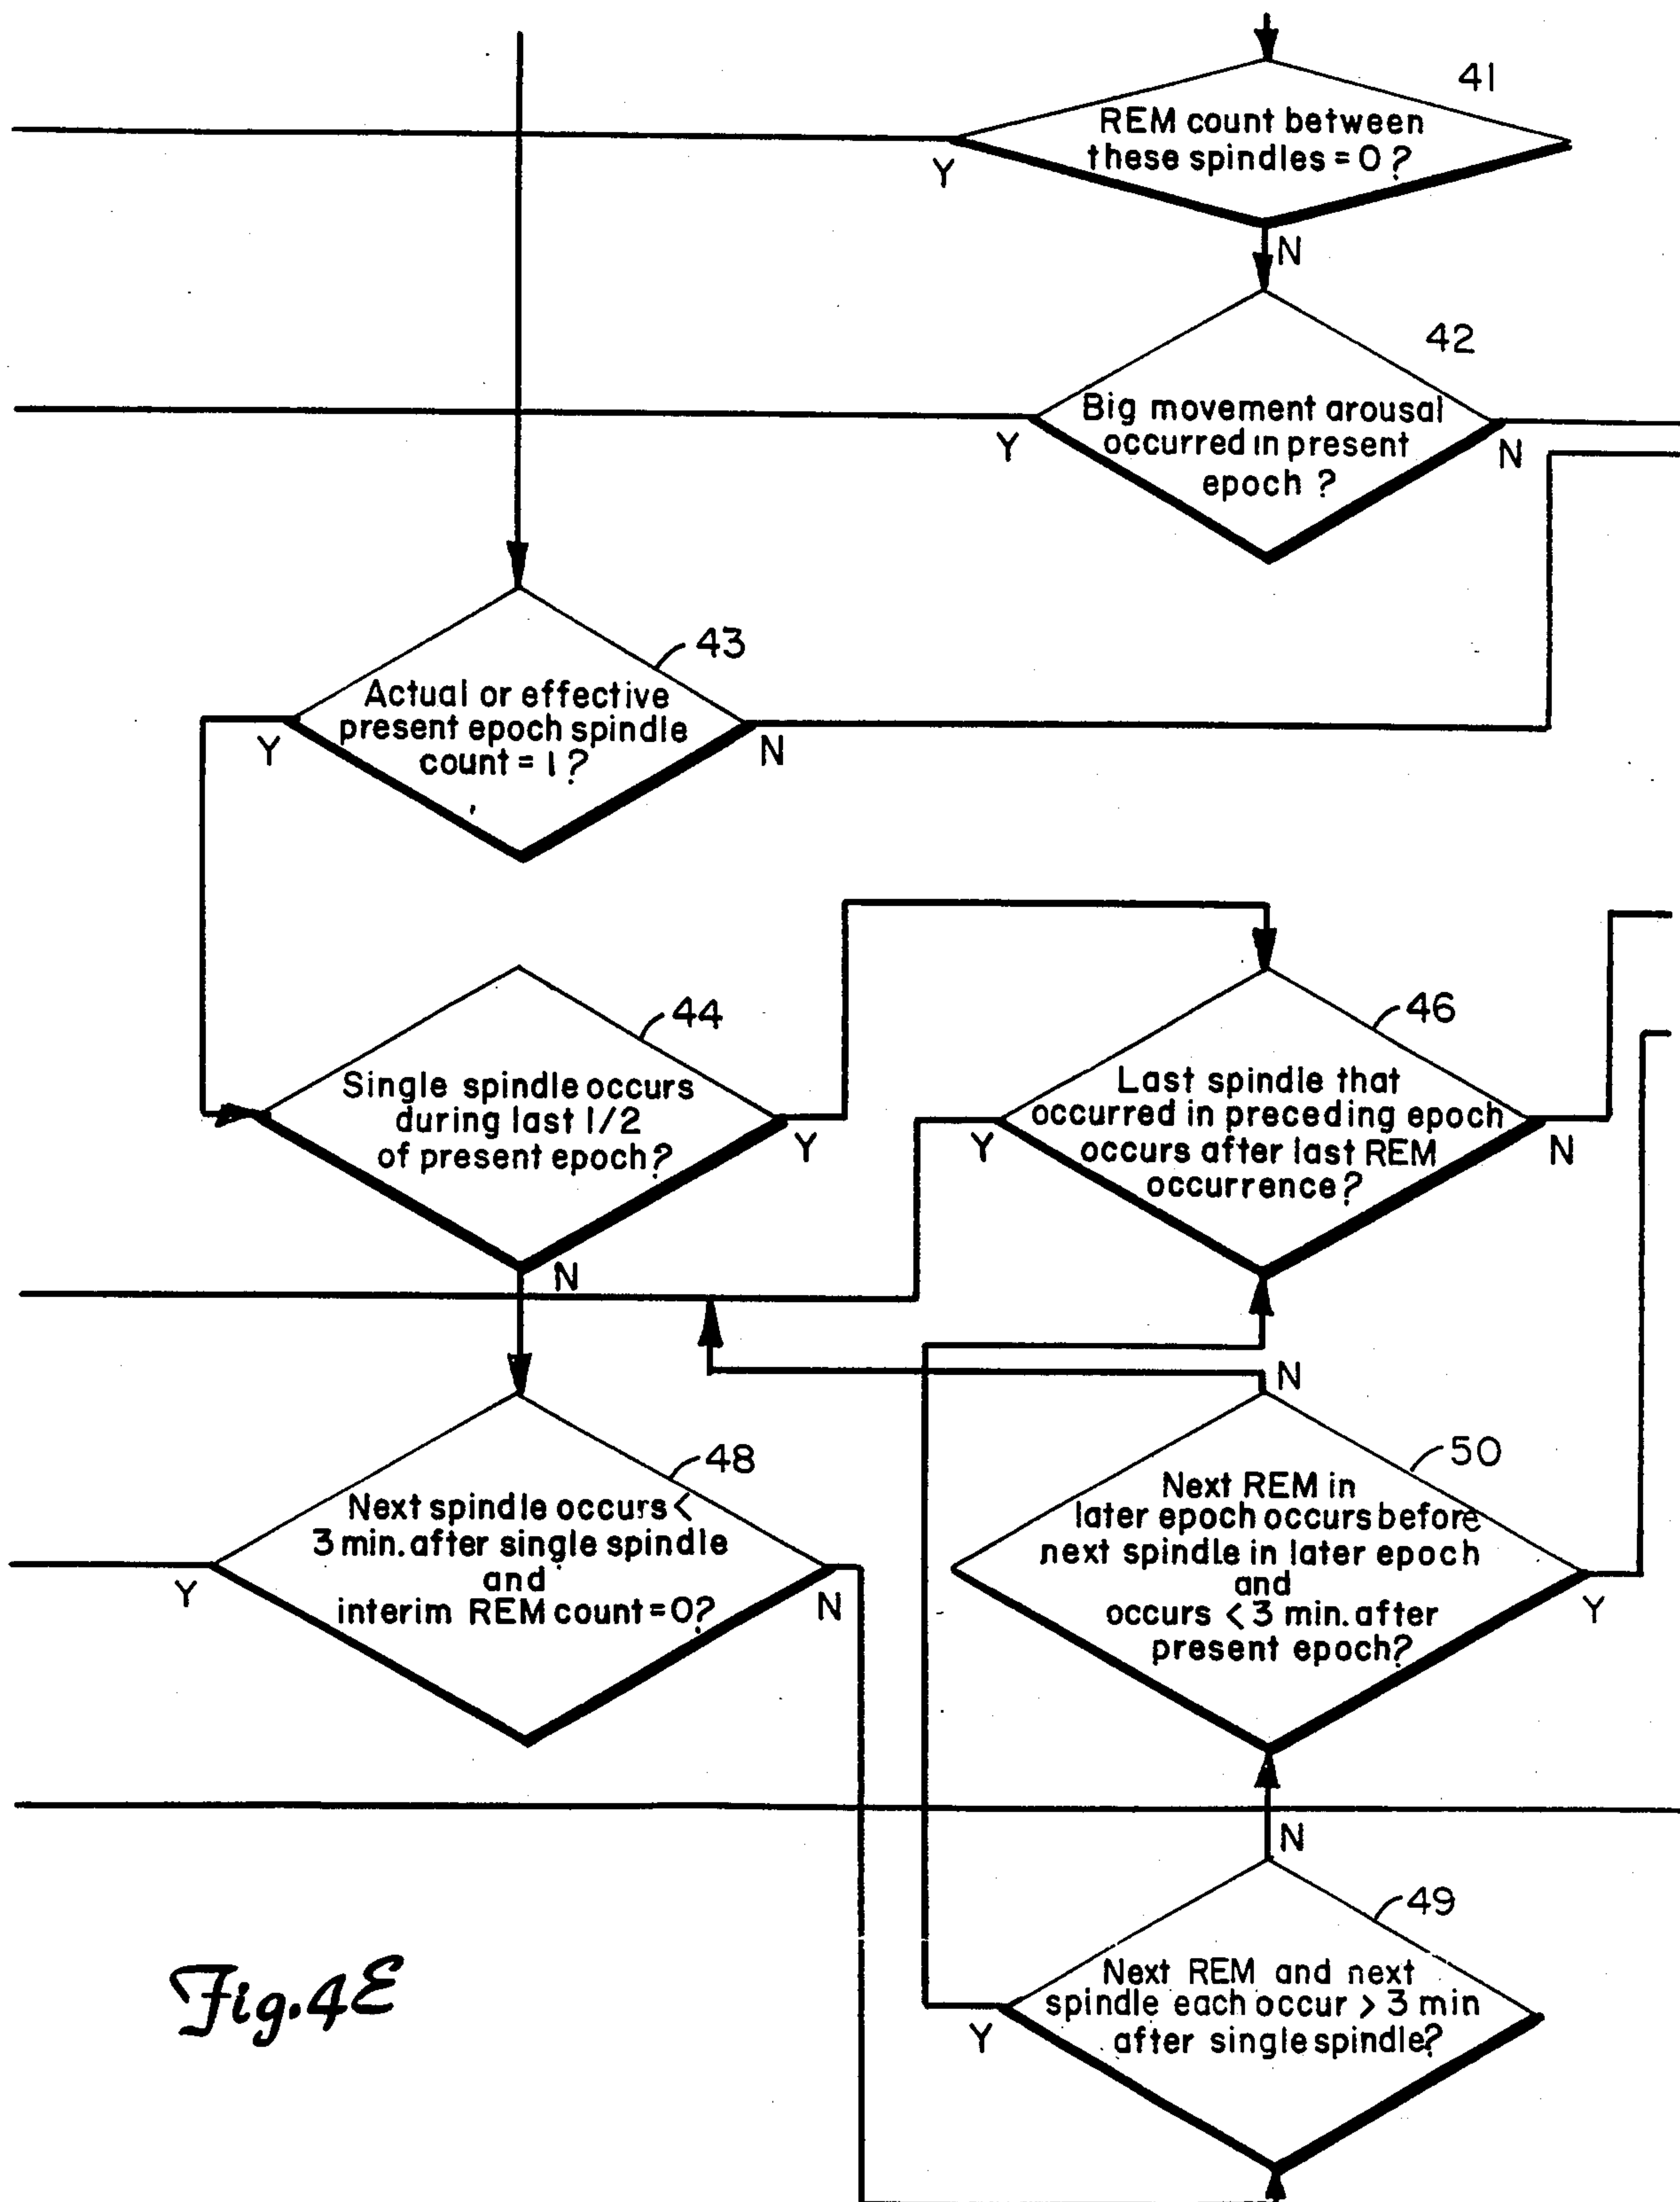 41
REM count between
these spindles = 0 ?
Y
N
42
Big movement arousal
occurred in present
epoch ?
Y
N
43
Actual or effective
present epoch spindle
count = 1 ?
Y
N
44
Single spindle occurs
during last 1/2
of present epoch?
Y
N
46
Last spindle that
occurred in preceding epoch
occurs after last REM
occurrence?
Y
N
48
Next spindle occurs <
3 min. after single spindle
and
interim REM count = 0?
Y
N
N
50
Next REM in
later epoch occurs before
next spindle in later epoch
and
occurs < 3 min. after
present epoch?
Y
N
49
Next REM and next
spindle each occur > 3 min
after single spindle?
Y
Fig.4E